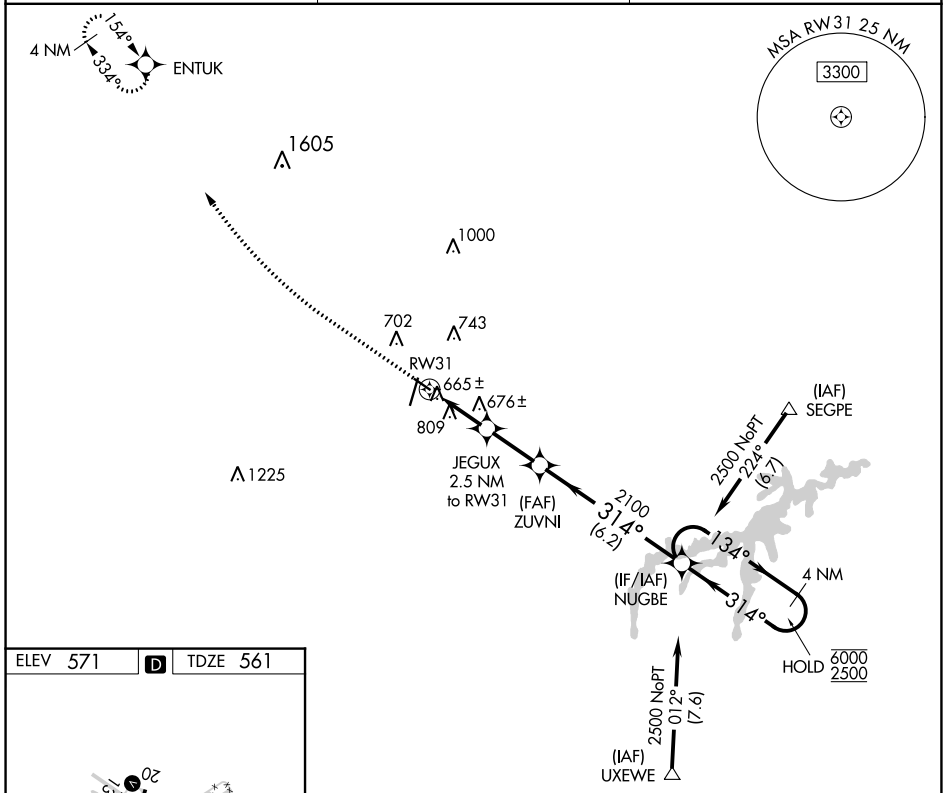 154°
4 NM
334°
ENTUK
MSA RW31 25 NM
3300
1605
1000
702
743
RW31
665±
676±
809
1225
JEGUX
2.5 NM
to RW31
(FAF)
ZUVNI
2100
314°
(6.2)
(IAF)
SEGPE
2500 NoPT
224°
(6.7)
134°
4 NM
(IF/IAF)
NUGBE
314°
HOLD 6000
2500
2500 NoPT
012°
(7.6)
(IAF)
UXEWE
ELEV 571 D TDZE 561
V 20